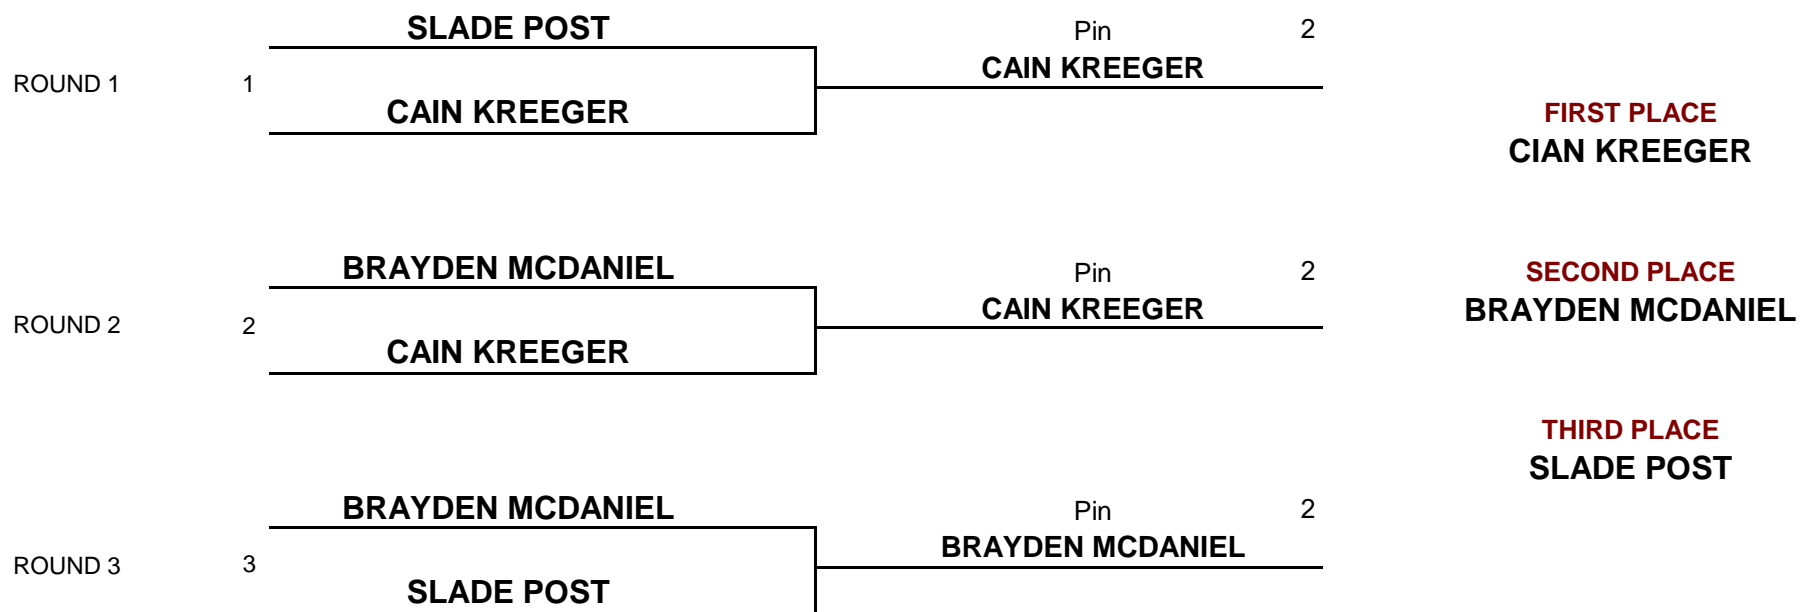 SLADE POST
Pin 2
ROUND 1 1 CAIN KREEGER
CAIN KREEGER
FIRST PLACE
CIAN KREEGER
BRAYDEN MCDANIEL
Pin 2
SECOND PLACE
BRAYDEN MCDANIEL
ROUND 2 2 CAIN KREEGER
CAIN KREEGER
THIRD PLACE
SLADE POST
BRAYDEN MCDANIEL
Pin 2
ROUND 3 3 BRAYDEN MCDANIEL
SLADE POST